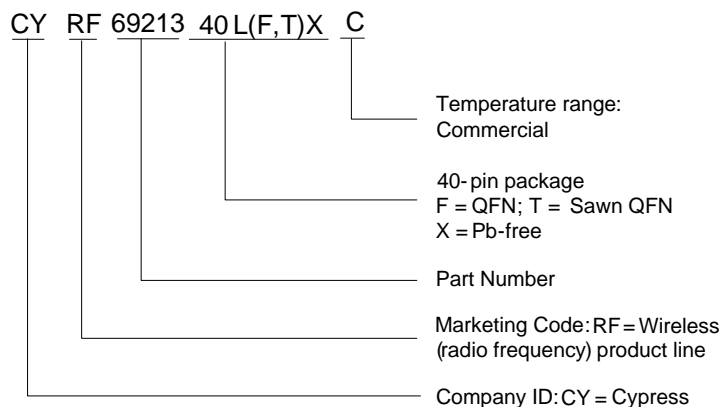 CY RF 69213 40L(F,T)X C
Temperature range:
Commercial
40-pin package
F = QFN; T = Sawn QFN
X = Pb-free
Part Number
Marketing Code: RF = Wireless
(radio frequency) product line
Company ID: CY = Cypress